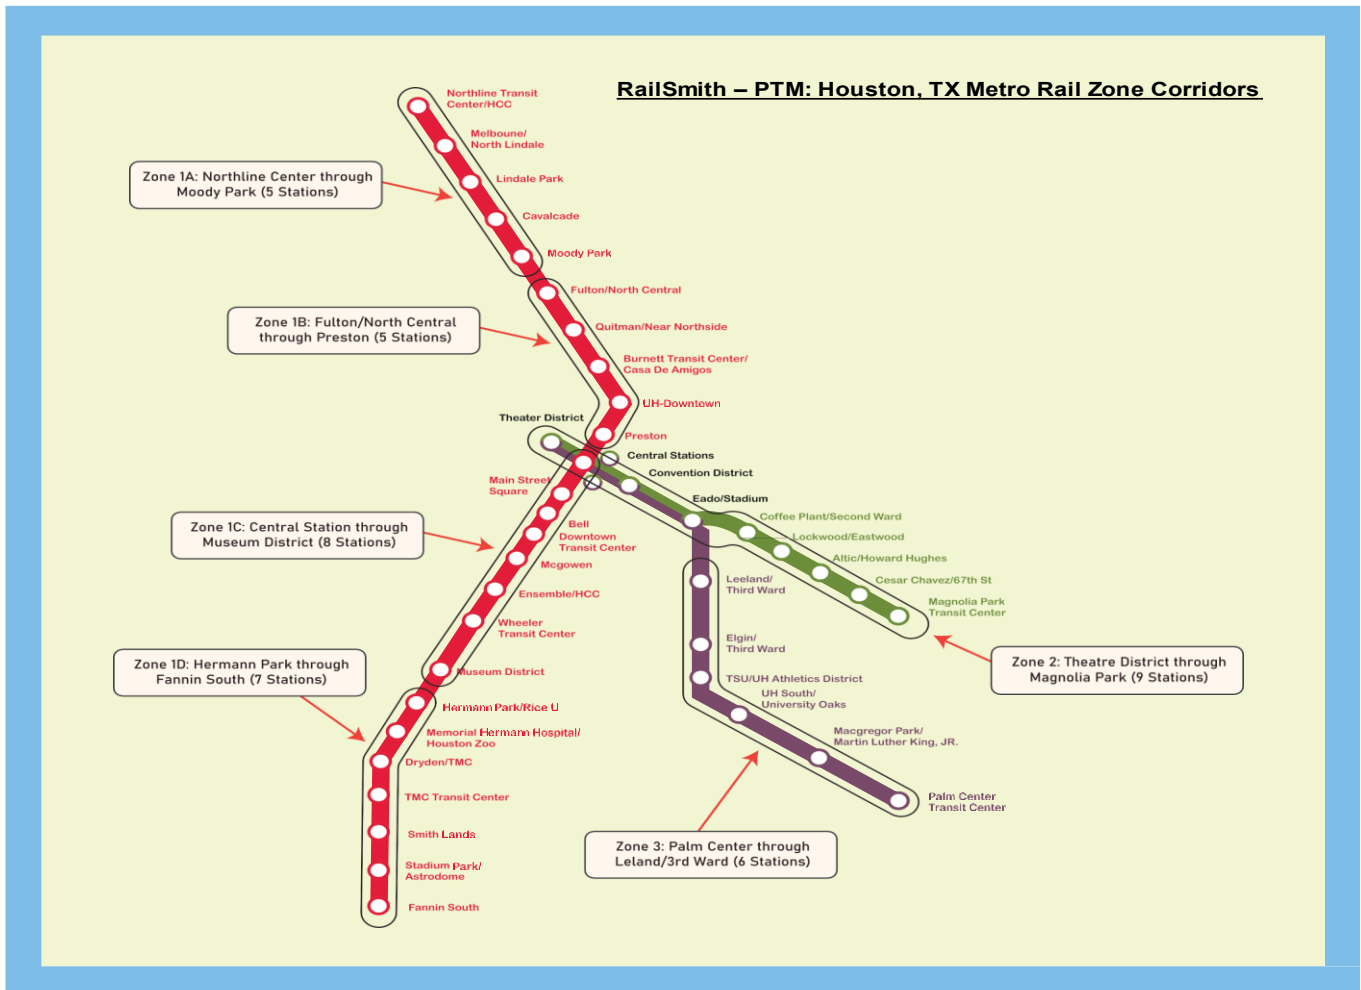 RailSmith – PTM: Houston, TX Metro Rail Zone Corridors
Northline Transit
Center/HCC
Melboune/
North Lindale
Zone 1A: Northline Center through
Moody Park (5 Stations)
Lindale Park
Cavalcade
Moody Park
Fulton/North Central
Zone 1B: Fulton/North Central
through Preston (5 Stations)
Quitman/Near Northside
Burnett Transit Center/
Casa De Amigos
UH-Downtown
Theater District
Preston
Central Stations
Convention District
Main Street
Square
Eado/Stadium
Coffee Plant/Second Ward
Bell
Downtown
Transit Center
Lockwood/Eastwood
Zone 1C: Central Station through
Museum District (8 Stations)
Altic/Howard Hughes
Mcgowen
Cesar Chavez/67th St
Leeland/
Third Ward
Ensemble/HCC
Magnolia Park
Transit Center
Wheeler
Transit Center
Elgin/
Third Ward
Zone 2: Theatre District through
Magnolia Park (9 Stations)
Zone 1D: Hermann Park through
Fannin South (7 Stations)
Museum District
TSU/UH Athletics District
UH South/
University Oaks
Hermann Park/Rice U
Memorial Hermann Hospital/
Houston Zoo
Macgregor Park/
Martin Luther King, JR.
Dryden/TMC
TMC Transit Center
Palm Center
Transit Center
Smith Lands
Zone 3: Palm Center through
Leland/3rd Ward (6 Stations)
Stadium Park/
Astrodome
Fannin South